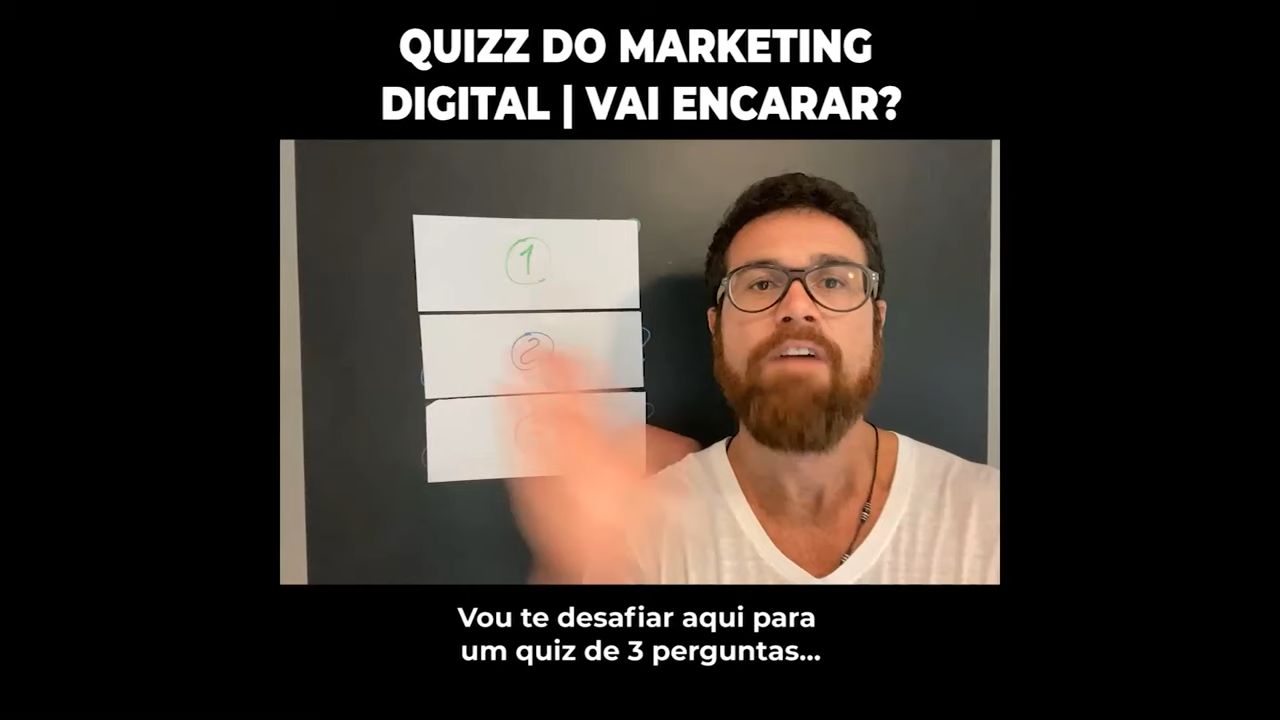 QUIZZ DO MARKETING
DIGITAL | VAI ENCARAR?
1
2
Vou te desafiar aqui para
um quiz de 3 perguntas...